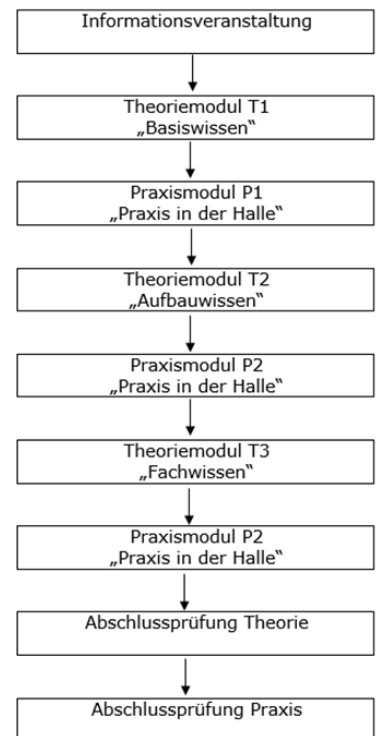 Informationsveranstaltung
Theoriemodul T1
„Basiswissen“
Praxismodul P1
„Praxis in der Halle“
Theoriemodul T2
„Aufbauwissen“
Praxismodul P2
„Praxis in der Halle“
Theoriemodul T3
„Fachwissen“
Praxismodul P2
„Praxis in der Halle“
Abschlussprüfung Theorie
Abschlussprüfung Praxis